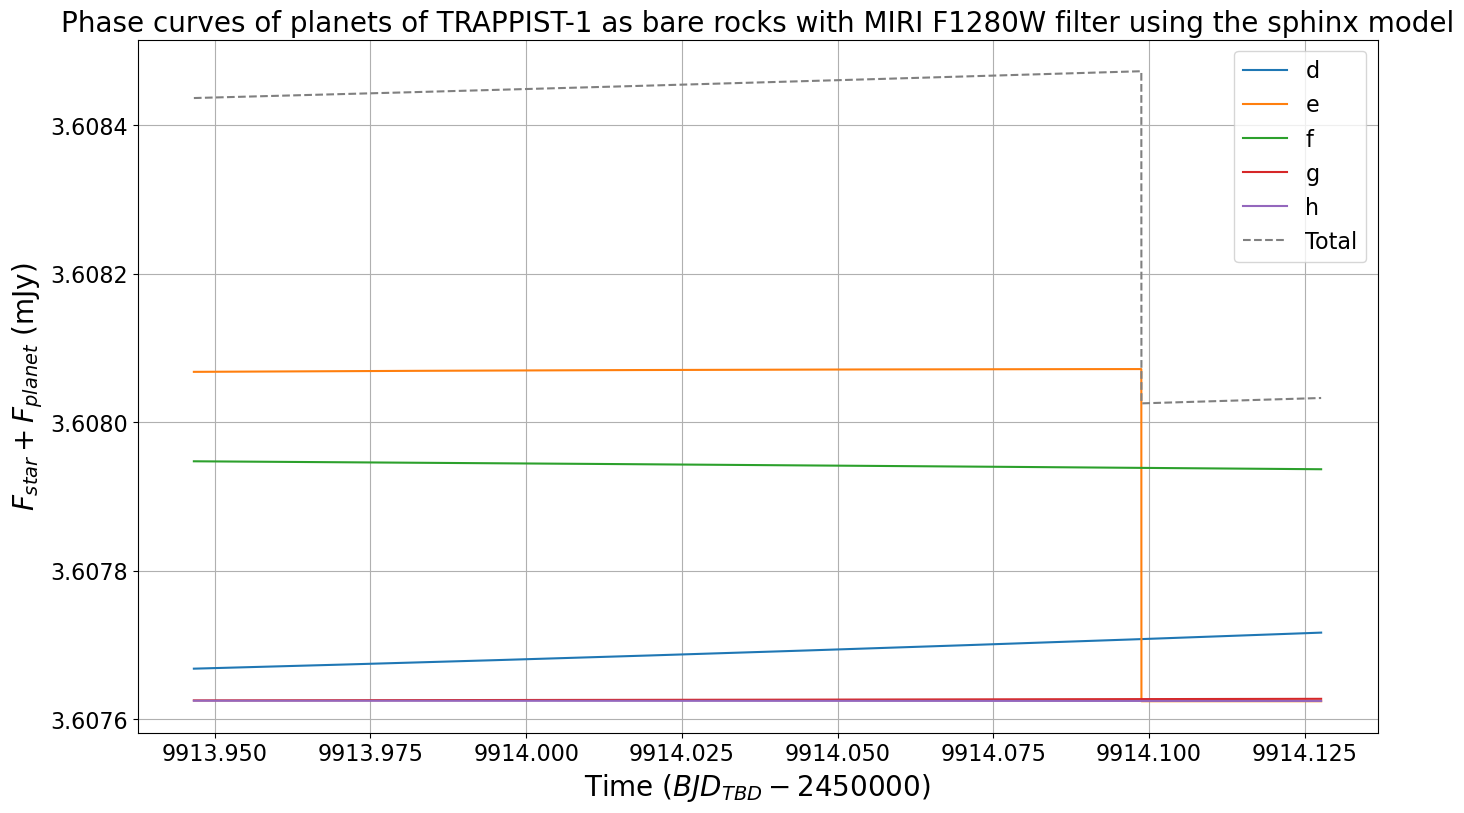 Phase curves of planets of TRAPPIST-1 as bare rocks with MIRI F1280W filter using the sphinx model
d
e
f
g
h
Total
F_star + F_planet (mJy)
3.6084
3.6082
3.6080
3.6078
3.6076
9913.950 9913.975 9914.000 9914.025 9914.050 9914.075 9914.100 9914.125
Time (BJD_TBD − 2450000)